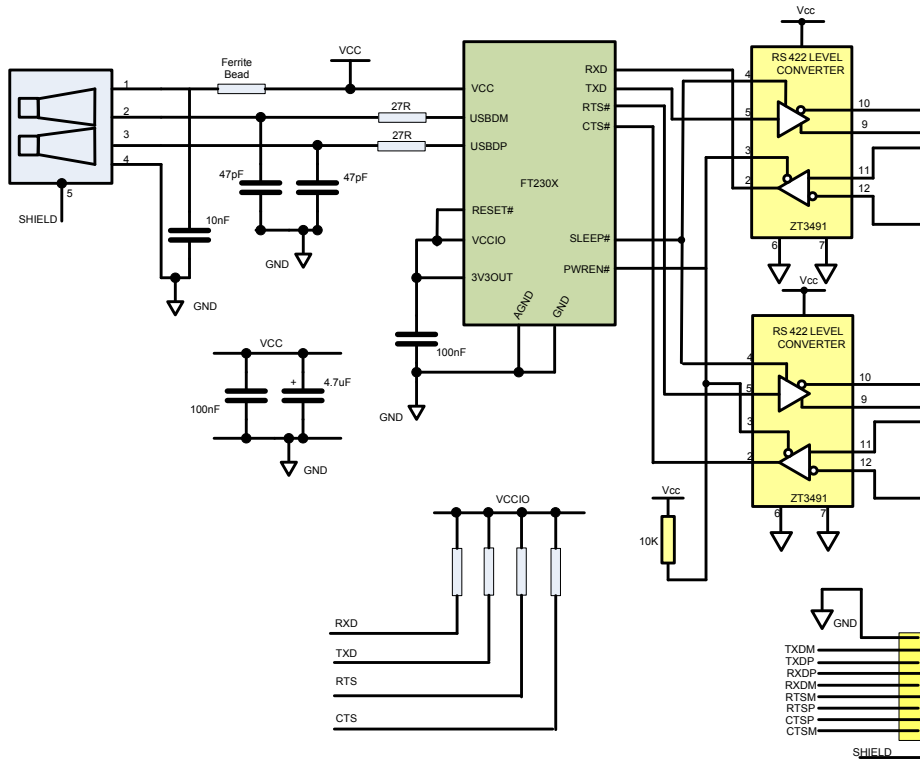 Vcc
Ferrite
Bead
VCC
RS 422 LEVEL
CONVERTER
1
2
3
4
5
SHIELD
27R
27R
47pF
47pF
10nF
GND
GND
VCC
USBDM
USBDP
FT230X
RESET#
VCCIO
3V3OUT
AGND
GND
RXD
TXD
RTS#
CTS#
SLEEP#
PWREN#
4
5
3
2
10
9
11
12
ZT3491
6
7
Vcc
RS 422 LEVEL
CONVERTER
4
5
3
2
10
9
11
12
ZT3491
6
7
100nF
GND
VCC
100nF
+
4.7uF
GND
VCCIO
RXD
TXD
RTS
CTS
Vcc
10K
GND
TXDM
TXDP
RXDP
RXDM
RTSM
RTSP
CTSP
CTSM
SHIELD